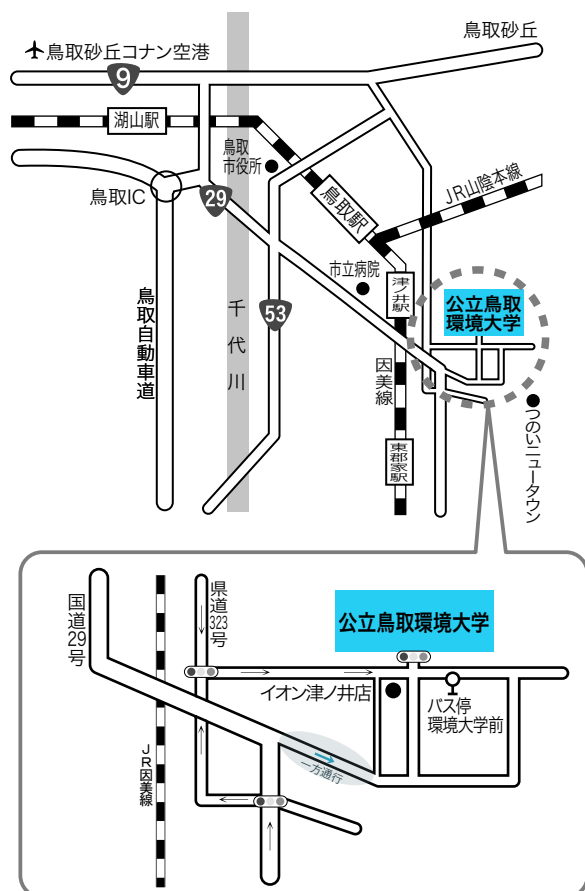 鳥取砂丘
鳥取砂丘コナン空港
9
湖山駅
鳥取
市役所
鳥取駅
JR山陰本線
鳥取IC
29
市立病院
津ノ井駅
公立鳥取
環境大学
鳥取自動車道
千代川
53
因美線
東郡家駅
つのいニュータウン
国道29号
県道323号
公立鳥取環境大学
イオン津ノ井店
バス停
環境大学前
一方通行
JR因美線